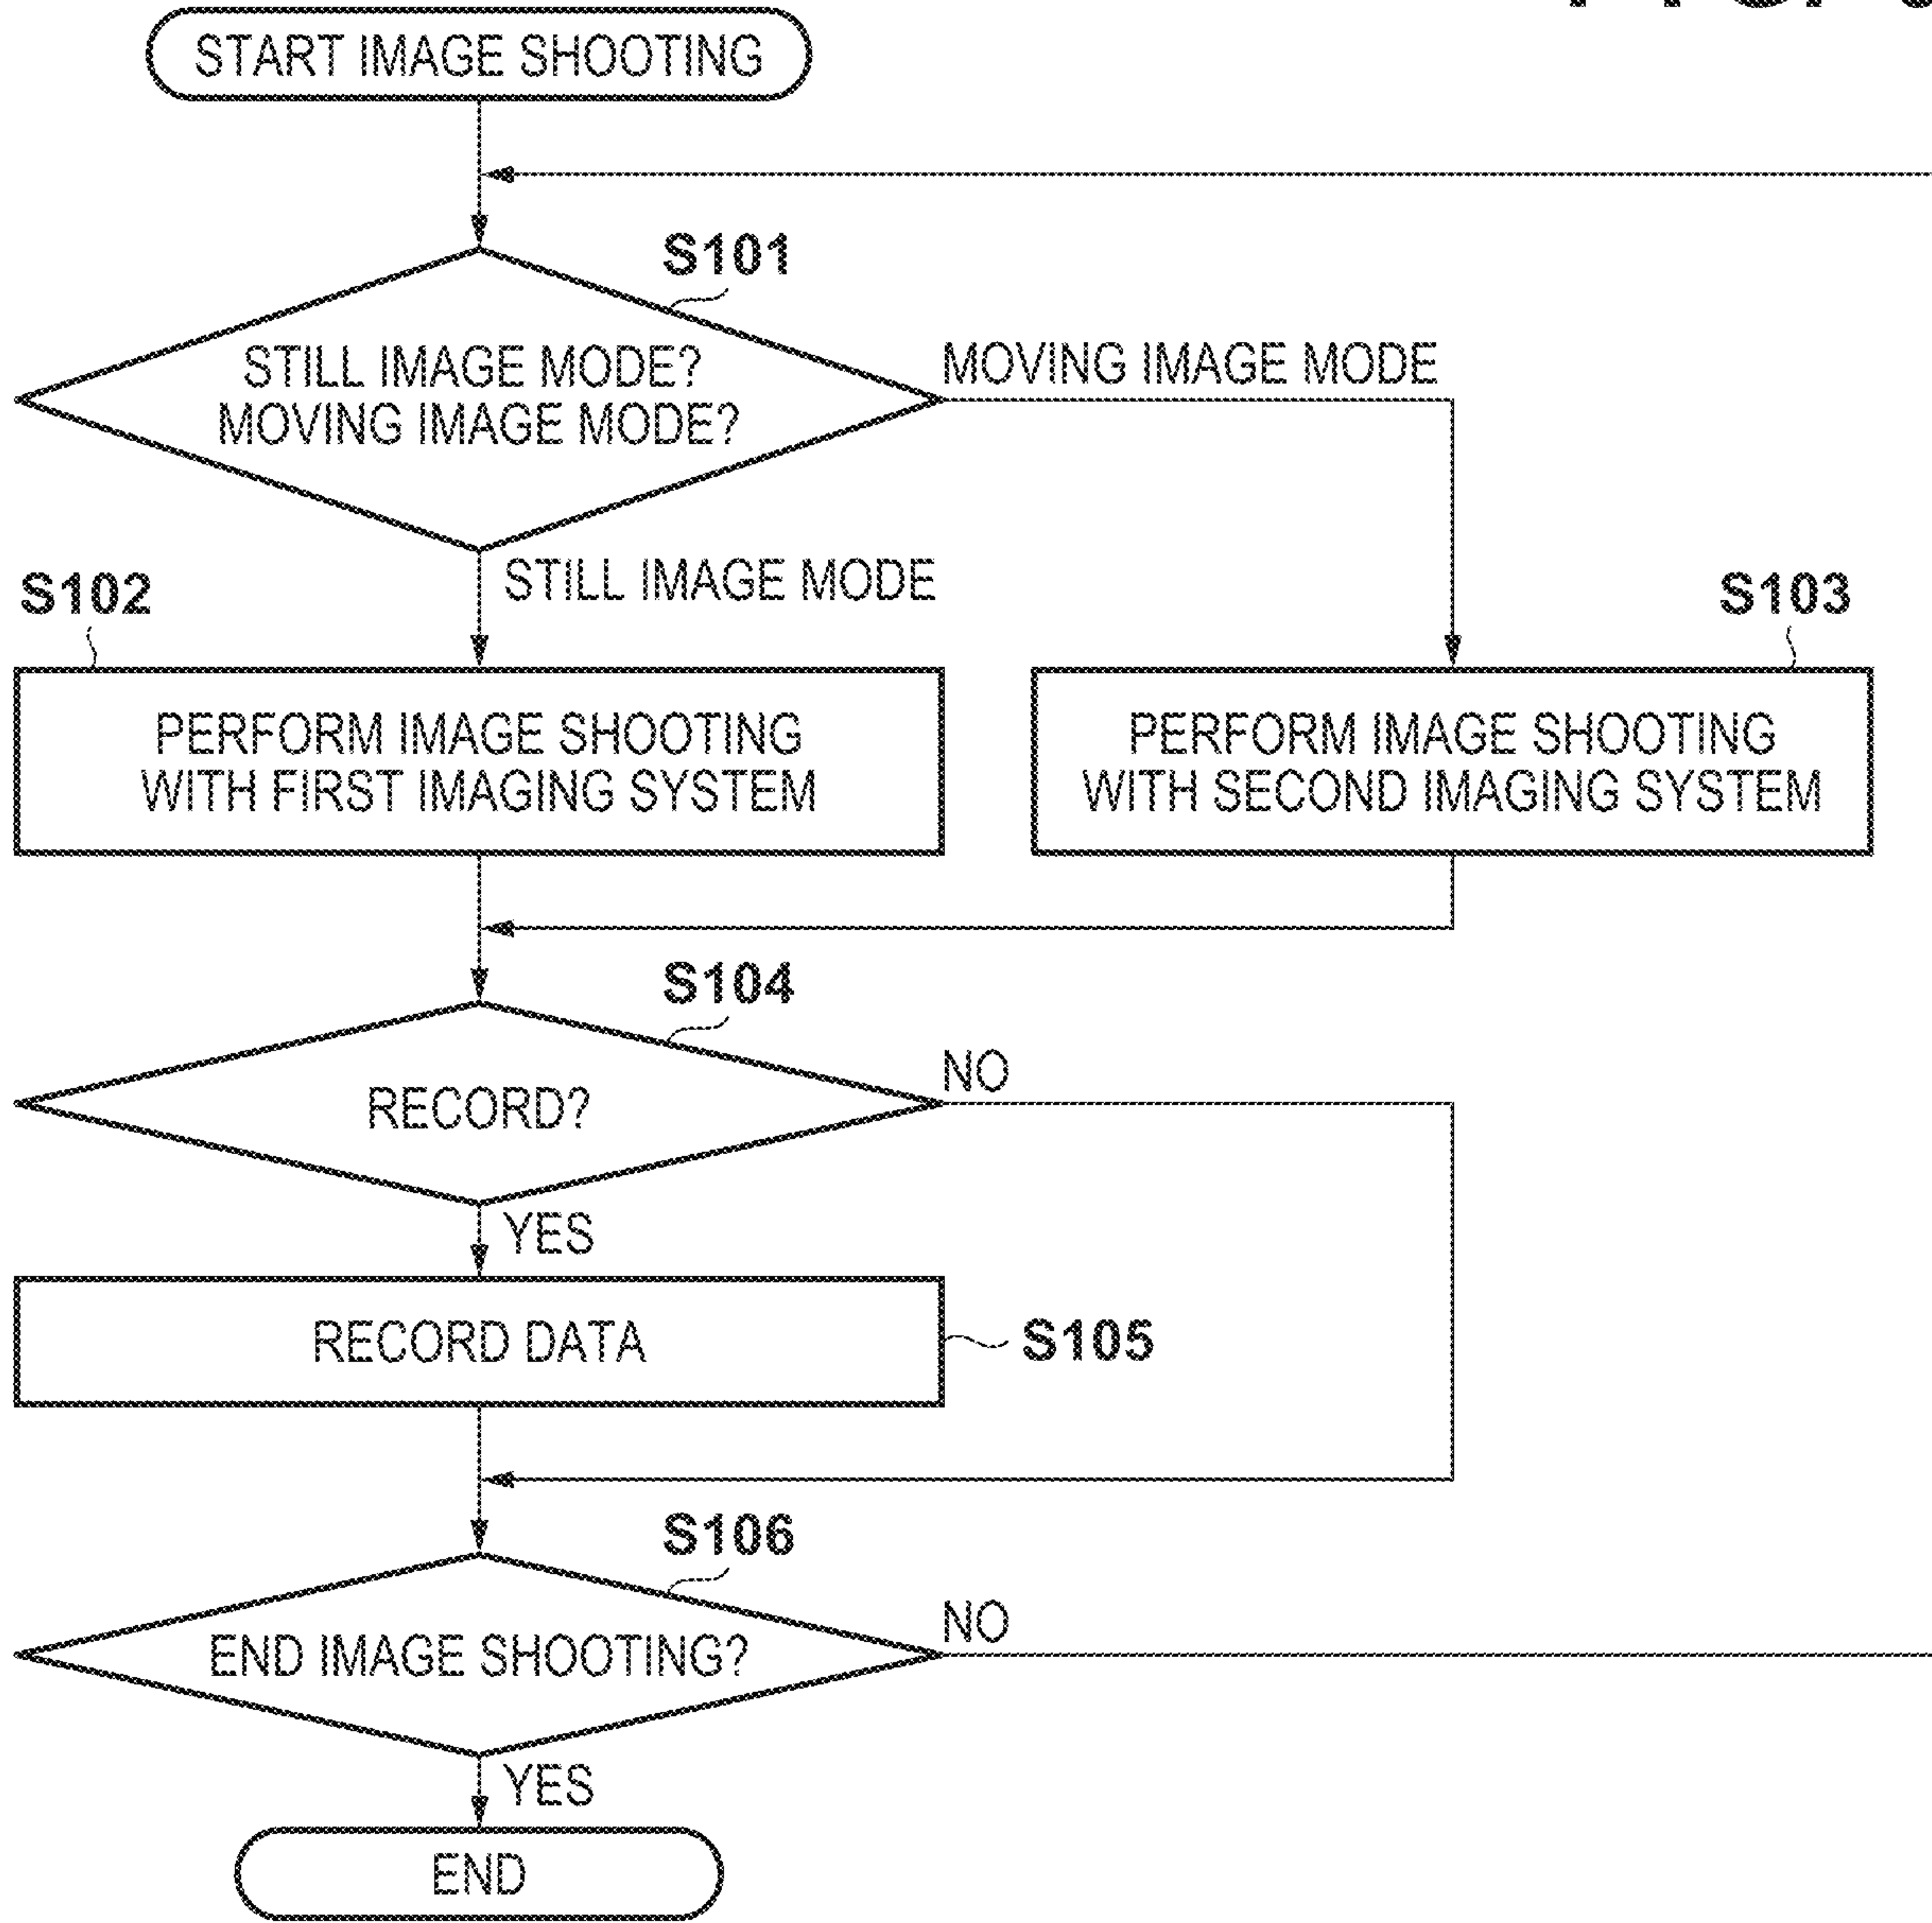 START IMAGE SHOOTING
S101
STILL IMAGE MODE?
MOVING IMAGE MODE?
MOVING IMAGE MODE
STILL IMAGE MODE
S102
S103
PERFORM IMAGE SHOOTING
WITH FIRST IMAGING SYSTEM
PERFORM IMAGE SHOOTING
WITH SECOND IMAGING SYSTEM
S104
RECORD?
NO
YES
RECORD DATA
S105
S106
END IMAGE SHOOTING?
NO
YES
END